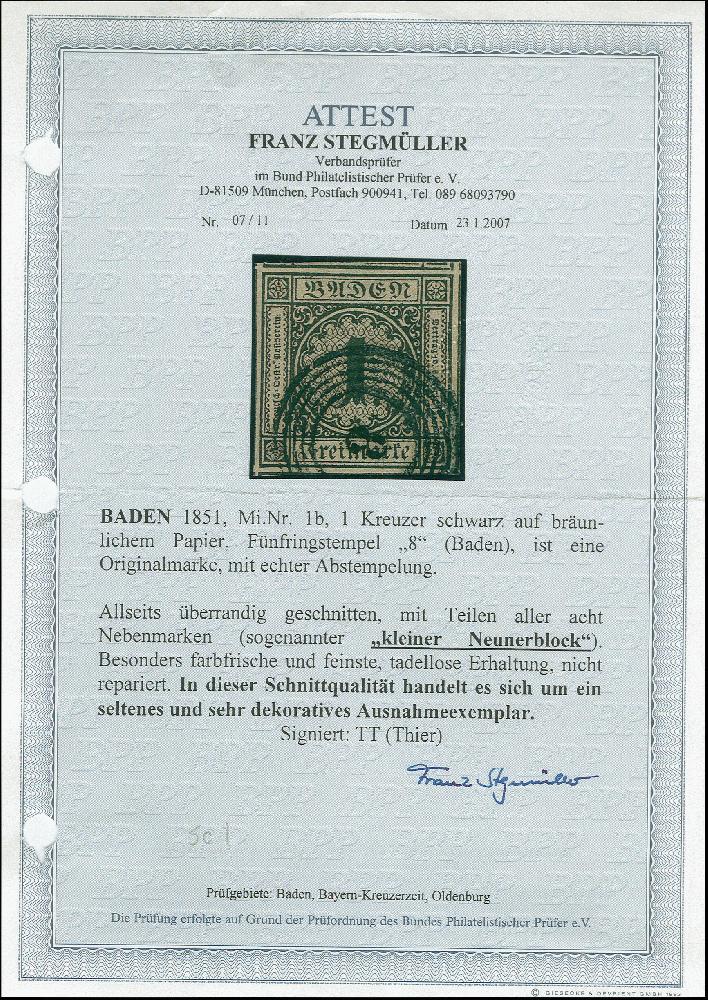 ATTEST
FRANZ STEGMÜLLER
Verbandsprüfer
im Bund Philatelistischer Prüfer e. V.
D-81509 München, Postfach 900941, Tel. 089 68093790
Nr. 07/11 Datum 23 1 2007
BADEN
1
Freimarke
BADEN 1851, Mi.Nr. 1b, 1 Kreuzer schwarz auf bräun-
lichem Papier. Fünfringstempel „8“ (Baden), ist eine
Originalmarke, mit echter Abstempelung.
Allseits überrandig geschnitten, mit Teilen aller acht
Nebenmarken (sogenannter „kleiner Neunerblock“).
Besonders farbfrische und feinste, tadellose Erhaltung, nicht
repariert. In dieser Schnittqualität handelt es sich um ein
seltenes und sehr dekoratives Ausnahmeexemplar.
Signiert: TT (Thier)
Franz Stegmüller
Prüfgebiete: Baden, Bayern-Kreuzerzeit, Oldenburg
Die Prüfung erfolgte auf Grund der Prüfordnung des Bundes Philatelistischer Prüfer e.V.
© GIESECKE & DEVRIENT GMBH